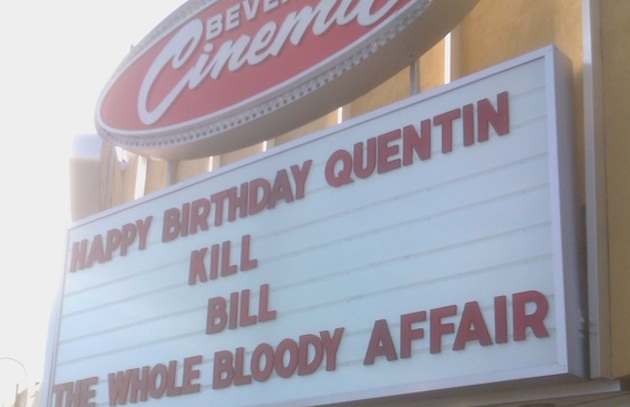 Cinema
HAPPY BIRTHDAY QUENTIN
KILL
BILL
THE WHOLE BLOODY AFFAIR